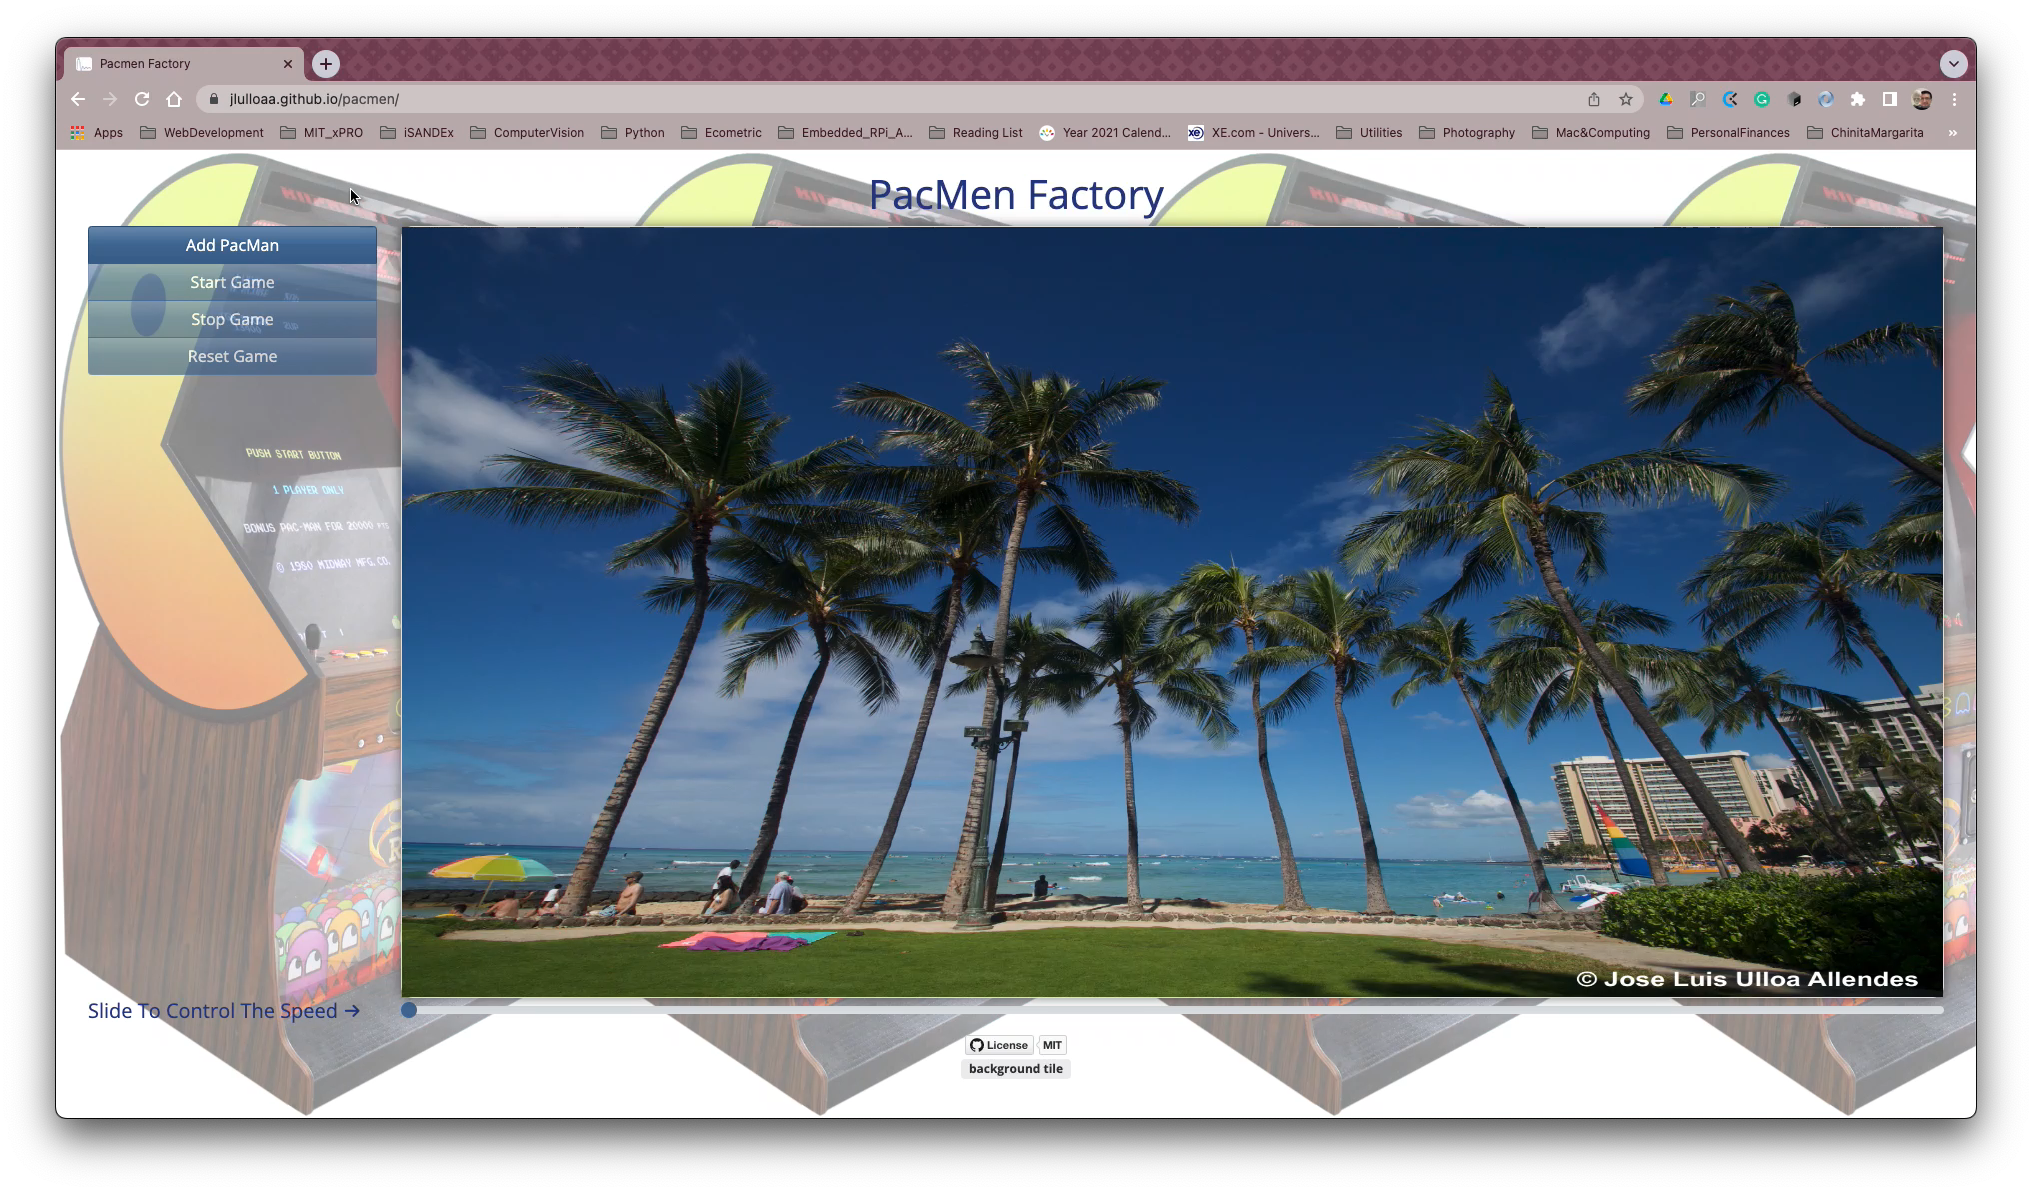 Pacmen Factory
jlulloaa.github.io/pacmen/
Apps WebDevelopment MIT_xPRO iSANDEx ComputerVision Python Ecometric Embedded_RPi_A... Reading List Year 2021 Calend... XE.com - Univers... Utilities Photography Mac&Computing PersonalFinances ChinitaMargarita »
PacMen Factory
Add PacMan
Start Game
Stop Game
Reset Game
PUSH START BUTTON
1 PLAYER ONLY
BONUS PAC-MAN FOR 20000 PTS
© 1980 MIDWAY MFG.CO.
© Jose Luis Ulloa Allendes
Slide To Control The Speed →
License MIT
background tile